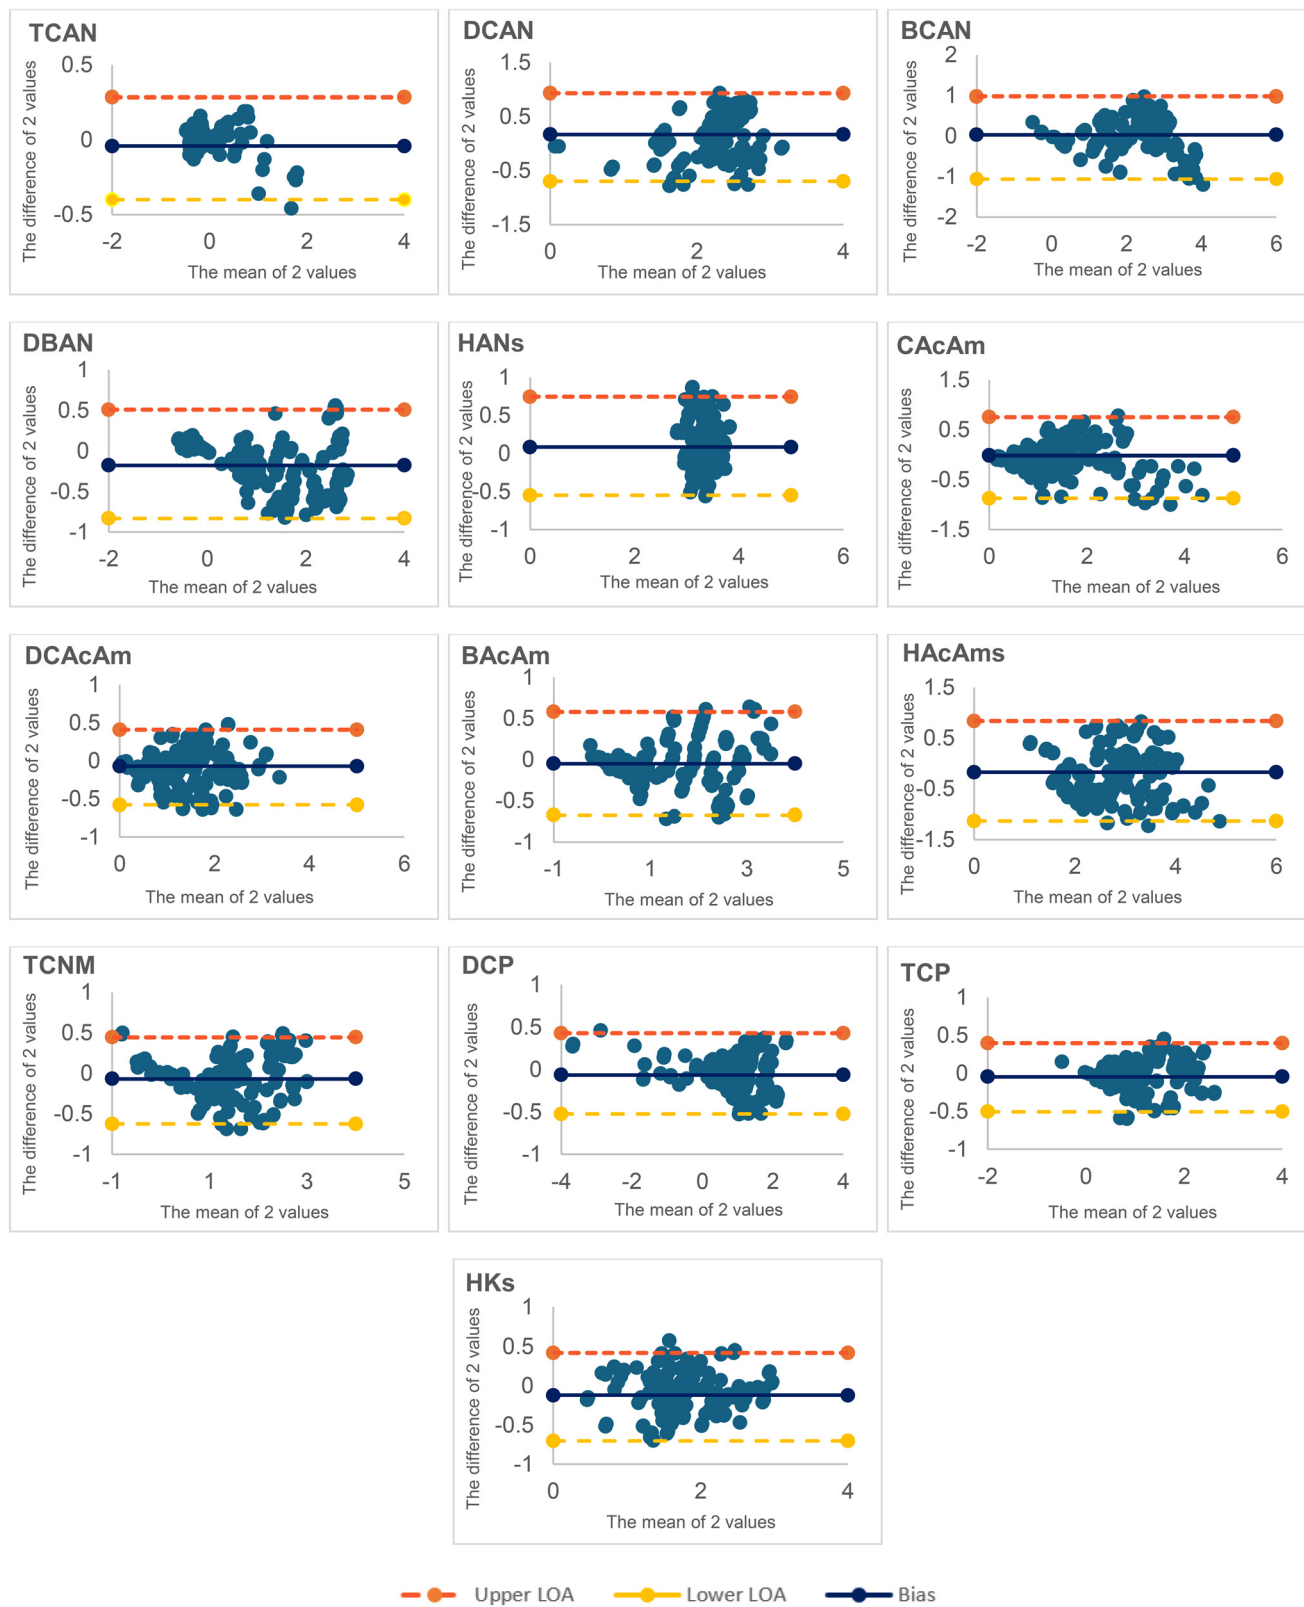 TCAN
The difference of 2 values
0.5
0
-0.5
-2
0
2
4
The mean of 2 values
DCAN
The difference of 2 values
1.5
0.5
-0.5
-1.5
0
2
4
The mean of 2 values
BCAN
The difference of 2 values
2
1
0
-1
-2
-2
0
2
4
6
The mean of 2 values
DBAN
The difference of 2 values
1
0.5
0
-0.5
-1
-2
0
2
4
The mean of 2 values
HANs
The difference of 2 values
1
0.5
0
-0.5
-1
0
2
4
6
The mean of 2 values
CAcAm
The difference of 2 values
1.5
0.5
-0.5
-1.5
0
2
4
6
The mean of 2 values
DCAcAm
The difference of 2 values
1
0.5
0
-0.5
-1
0
2
4
6
The mean of 2 values
BAcAm
The difference of 2 values
1
0.5
0
-0.5
-1
-1
1
3
5
The mean of 2 values
HAcAms
The difference of 2 values
1.5
0.5
-0.5
-1.5
0
2
4
6
The mean of 2 values
TCNM
The difference of 2 values
1
0.5
0
-0.5
-1
-1
1
3
5
The mean of 2 values
DCP
The difference of 2 values
1
0.5
0
-0.5
-1
-4
-2
0
2
4
The mean of 2 values
TCP
The difference of 2 values
1
0.5
0
-0.5
-1
-2
0
2
4
The mean of 2 values
HKs
The difference of 2 values
1
0.5
0
-0.5
-1
0
2
4
The mean of 2 values
Upper LOA
Lower LOA
Bias